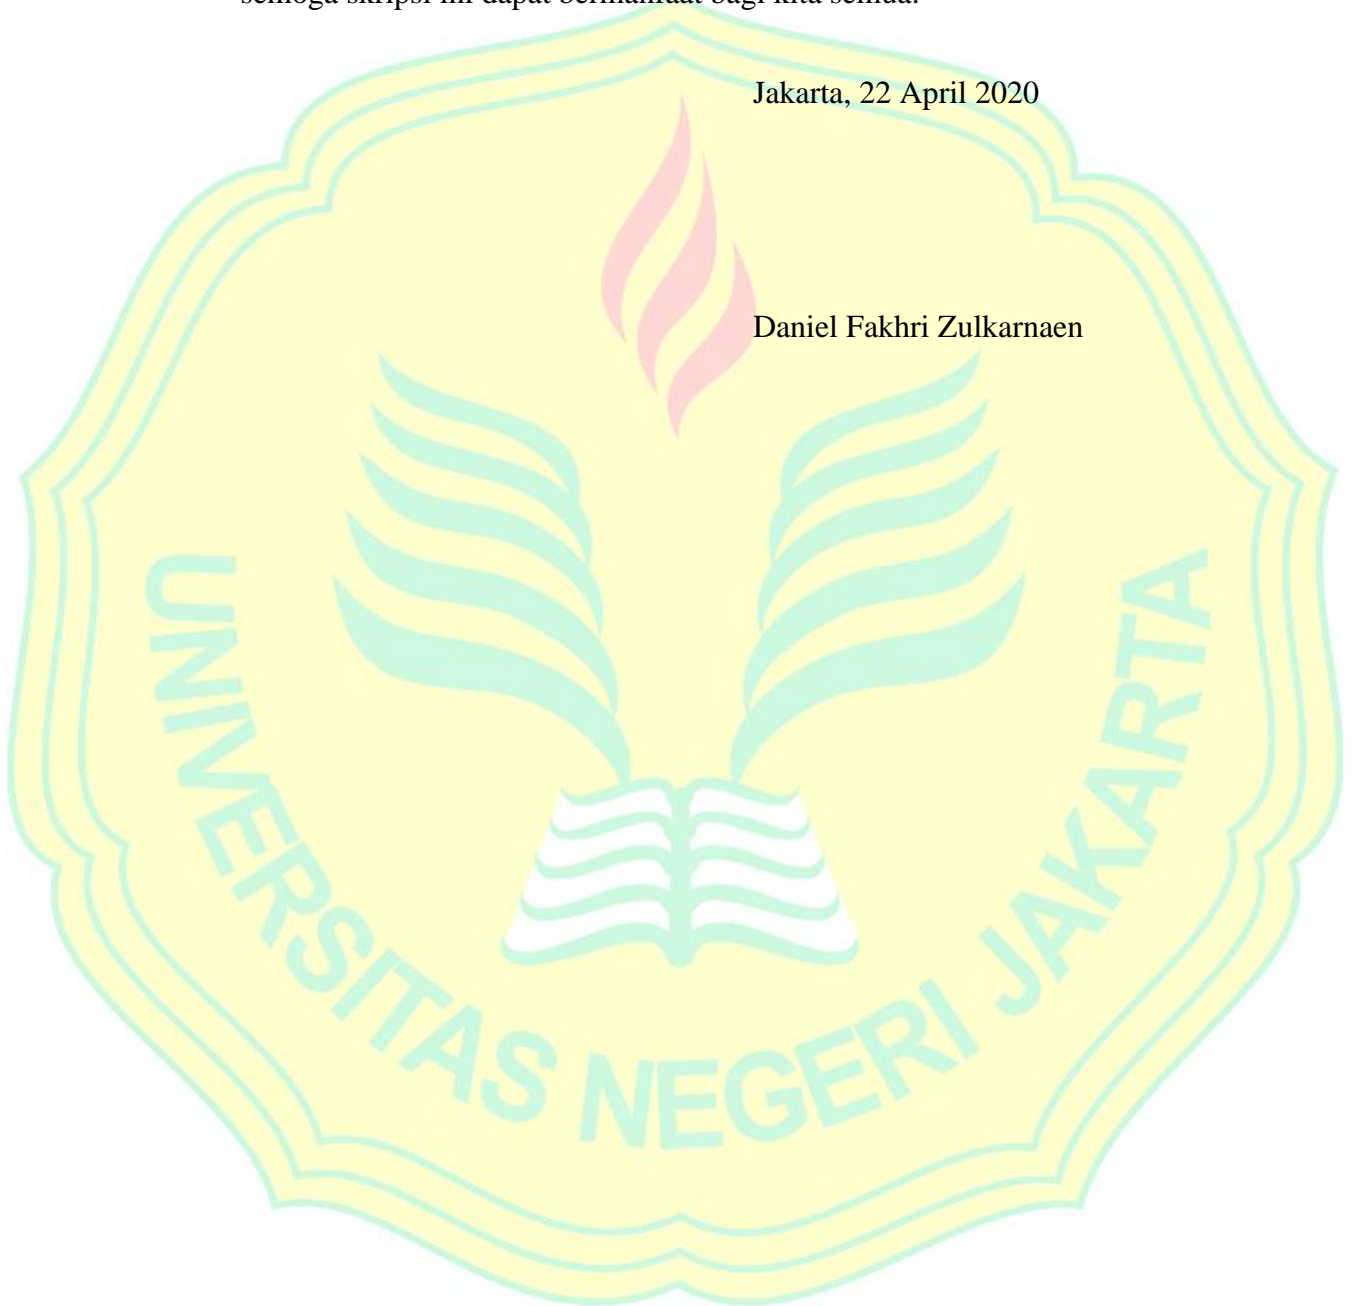 semoga skripsi ini dapat bermanfaat bagi kita semua.
Jakarta, 22 April 2020
Daniel Fakhri Zulkarnaen
UNIVERSITAS NEGERI JAKARTA